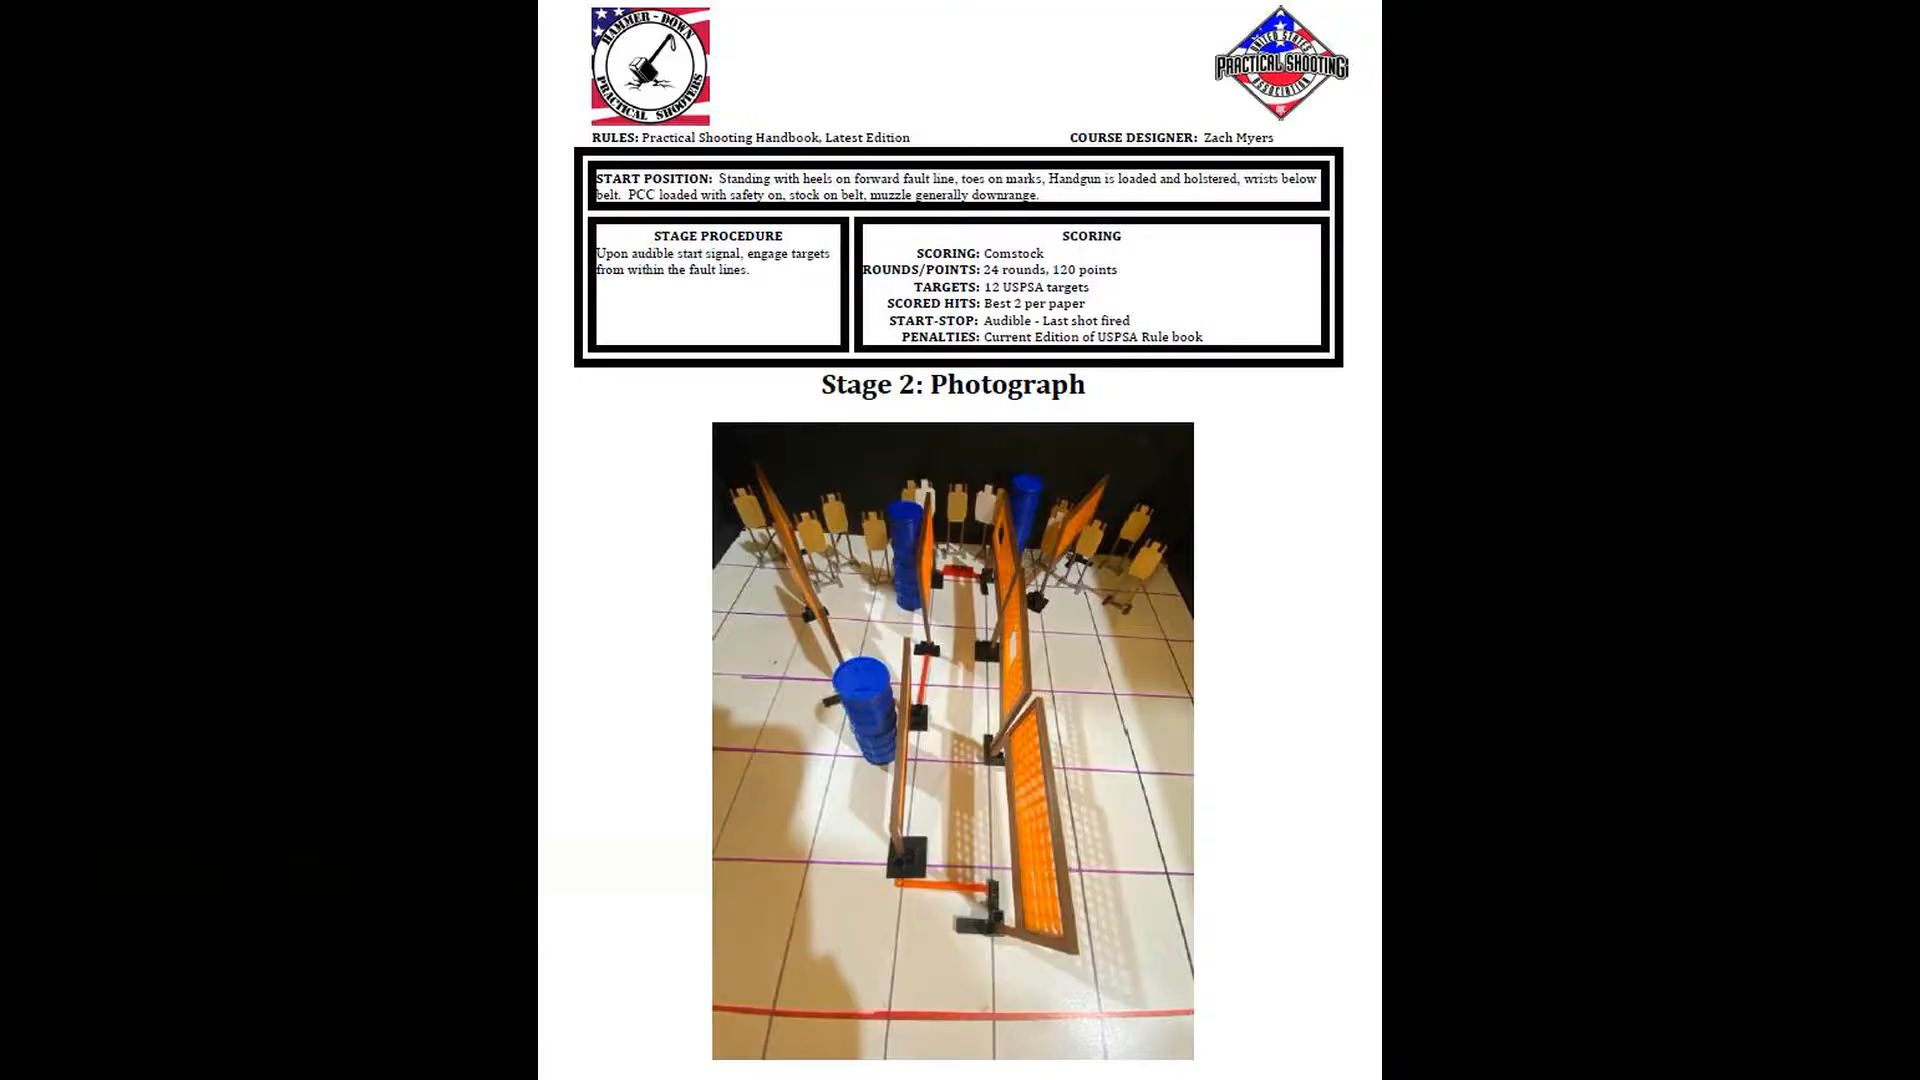 HAMMER-DOWN
PRACTICAL SHOOTERS
UNITED STATES
PRACTICAL SHOOTING
ASSOCIATION
RULES: Practical Shooting Handbook, Latest Edition
COURSE DESIGNER: Zach Myers
START POSITION: Standing with heels on forward fault line, toes on marks, Handgun is loaded and holstered, wrists below
belt. PCC loaded with safety on, stock on belt, muzzle generally downrange.
STAGE PROCEDURE
Upon audible start signal, engage targets
from within the fault lines.
SCORING
SCORING: Comstock
ROUNDS/POINTS: 24 rounds, 120 points
TARGETS: 12 USPSA targets
SCORED HITS: Best 2 per paper
START-STOP: Audible - Last shot fired
PENALTIES: Current Edition of USPSA Rule book
Stage 2: Photograph